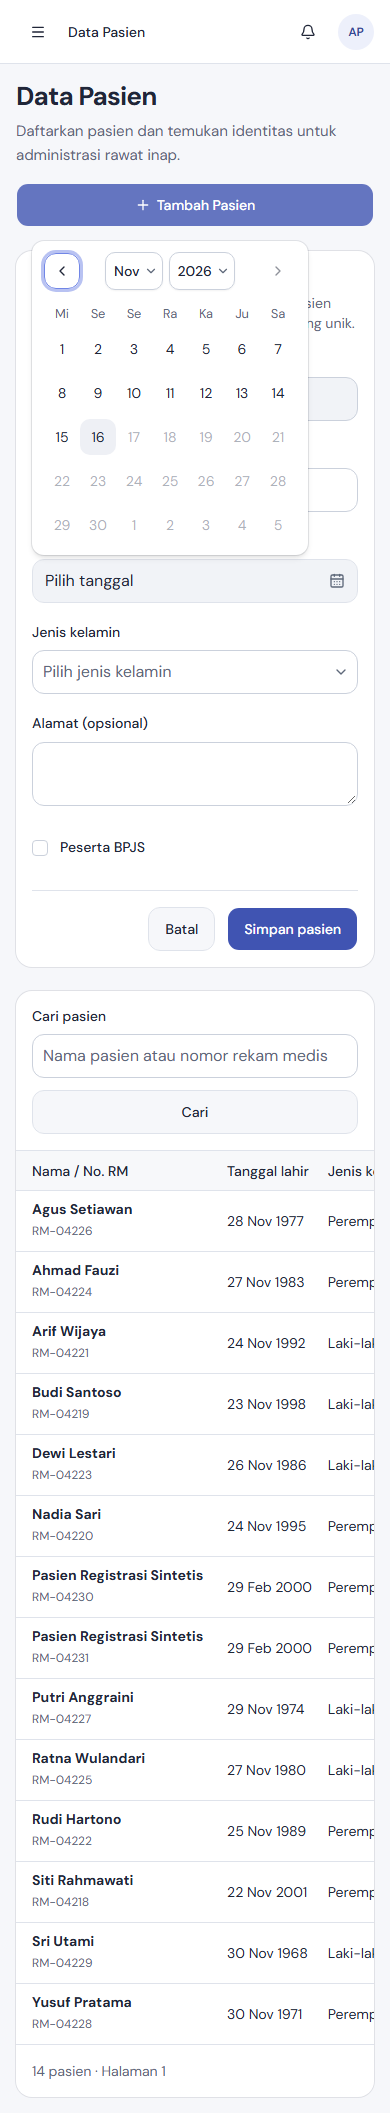 Data Pasien
AP
Data Pasien
Daftarkan pasien dan temukan identitas untuk
administrasi rawat inap.
Tambah Pasien
Nov
2026
Mi Se Se Ra Ka Ju Sa
1 2 3 4 5 6 7
8 9 10 11 12 13 14
15 16 17 18 19 20 21
22 23 24 25 26 27 28
29 30 1 2 3 4 5
unik.
Pilih tanggal
Jenis kelamin
Pilih jenis kelamin
Alamat (opsional)
Peserta BPJS
Batal
Simpan pasien
Cari pasien
Nama pasien atau nomor rekam medis
Cari
Nama / No. RM Tanggal lahir Jenis
Agus Setiawan
RM-04226
28 Nov 1977 Peremp
Ahmad Fauzi
RM-04224
27 Nov 1983 Peremp
Arif Wijaya
RM-04221
24 Nov 1992 Laki-lak
Budi Santoso
RM-04219
23 Nov 1998 Laki-lak
Dewi Lestari
RM-04223
26 Nov 1986 Laki-lak
Nadia Sari
RM-04220
24 Nov 1995 Peremp
Pasien Registrasi Sintetis
RM-04230
29 Feb 2000 Peremp
Pasien Registrasi Sintetis
RM-04231
29 Feb 2000 Peremp
Putri Anggraini
RM-04227
29 Nov 1974 Laki-lak
Ratna Wulandari
RM-04225
27 Nov 1980 Laki-lak
Rudi Hartono
RM-04222
25 Nov 1989 Peremp
Siti Rahmawati
RM-04218
22 Nov 2001 Peremp
Sri Utami
RM-04229
30 Nov 1968 Laki-lak
Yusuf Pratama
RM-04228
30 Nov 1971 Peremp
14 pasien · Halaman 1